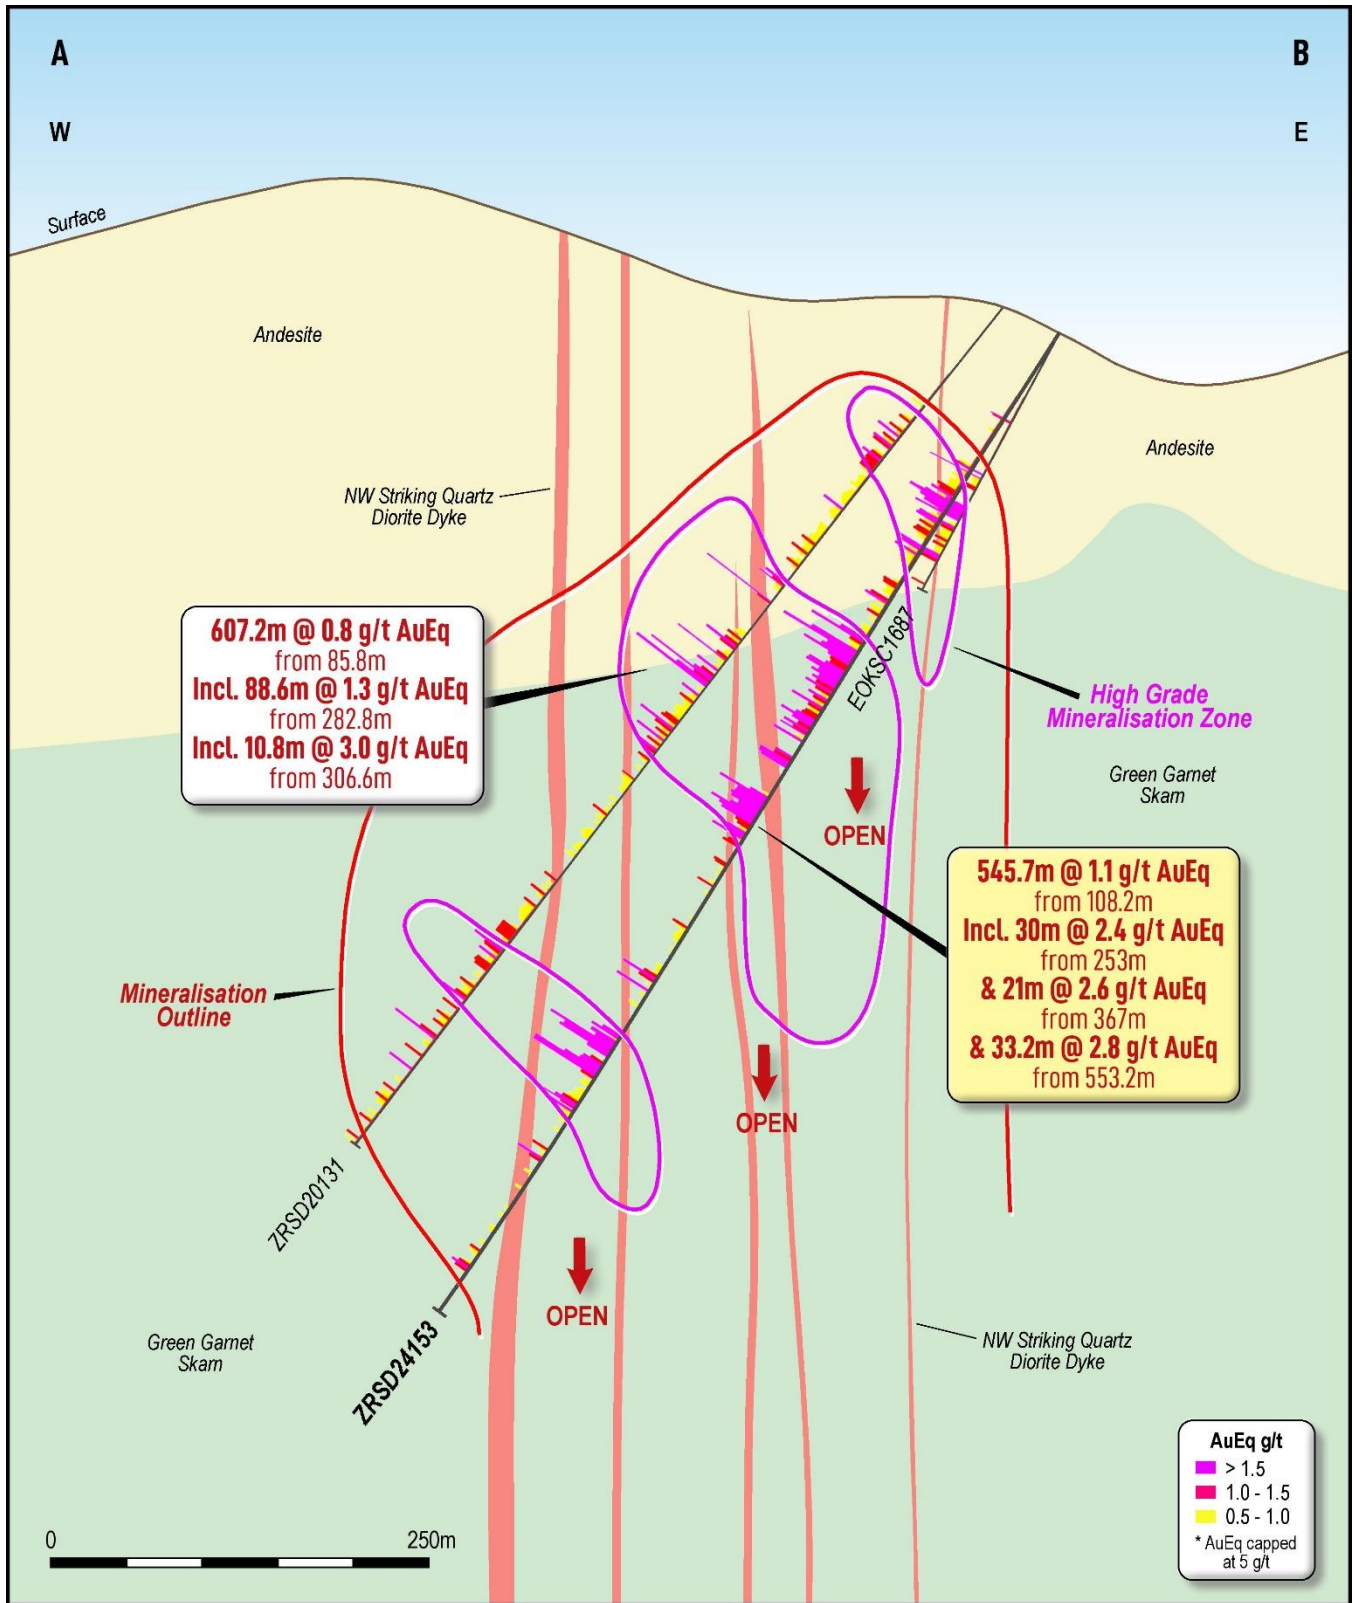 A
B
W
E
Surface
Andesite
Andesite
NW Striking Quartz
Diorite Dyke
607.2m @ 0.8 g/t AuEq
from 85.8m
Incl. 88.6m @ 1.3 g/t AuEq
from 282.8m
Incl. 10.8m @ 3.0 g/t AuEq
from 306.6m
EOKSC1687
High Grade
Mineralisation Zone
Green Garnet
Skarn
OPEN
545.7m @ 1.1 g/t AuEq
from 108.2m
Incl. 30m @ 2.4 g/t AuEq
from 253m
& 21m @ 2.6 g/t AuEq
from 367m
& 33.2m @ 2.8 g/t AuEq
from 553.2m
Mineralisation
Outline
OPEN
ZRSD20131
OPEN
ZRSD24153
Green Garnet
Skarn
NW Striking Quartz
Diorite Dyke
AuEq g/t
> 1.5
1.0 - 1.5
0.5 - 1.0
* AuEq capped
at 5 g/t
0
250m